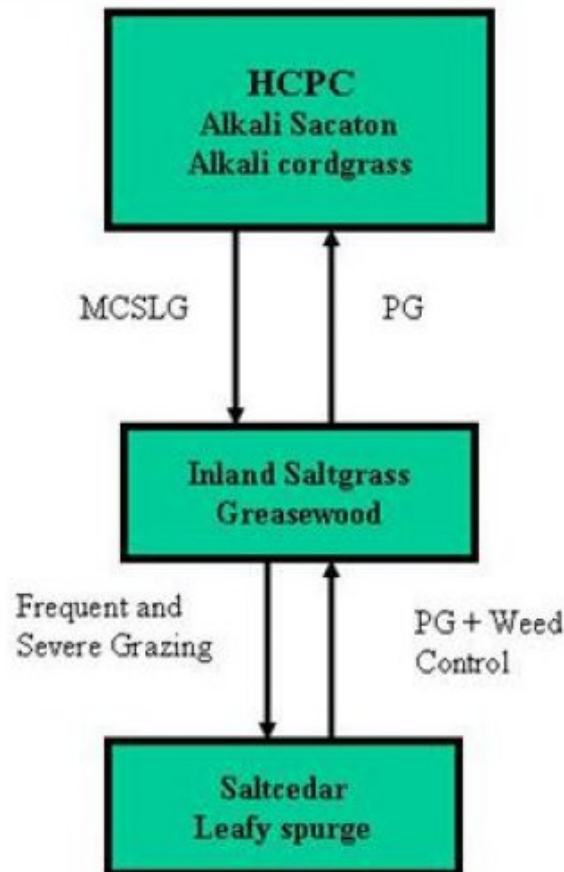 HCPC
Alkali Sacaton
Alkali cordgrass
MCSLG
PG
Inland Saltgrass
Greasewood
Frequent and
Severe Grazing
PG + Weed
Control
Saltcedar
Leafy spurge